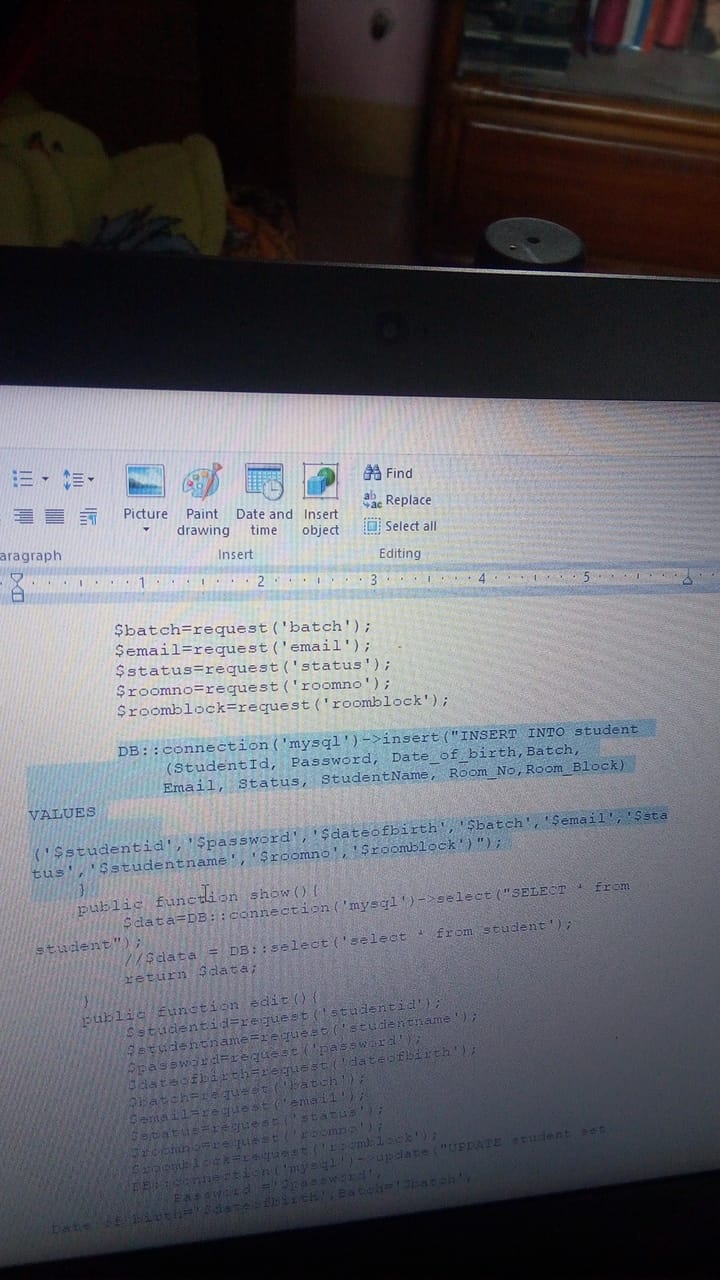 Find
Replace
Select all
Picture
Paint drawing
Date and time
Insert object
aragraph
Insert
Editing
1 2 3 4 5
$batch=request('batch');
$email=request('email');
$status=request('status');
$roomno=request('roomno');
$roomblock=request('roomblock');
DB::connection('mysql')->insert("INSERT INTO student
(StudentId, Password, Date_of_birth,Batch,
Email, Status, StudentName, Room_No,Room_Block)
VALUES
('$studentid','$password','$dateofbirth','$batch','$email','$sta
tus','$studentname','$roomno','$roomblock')");
}
public function show(){
$data=DB::connection('mysql')->select("SELECT * from
student");
//$data = DB::select('select * from student');
return $data;
}
public function edit(){
$studentid=request('studentid');
$studentname=request('studentname');
$password=request('password');
$dateofbirth=request('dateofbirth');
$batch=request('batch');
$email=request('email');
$status=request('status');
$roomno=request('roomno');
$roomblock=request('roomblock');
DB::connection('mysql')->update("UPDATE student set
Password ='$password',
Date_of_birth='$dateofbirth',Batch='$batch',